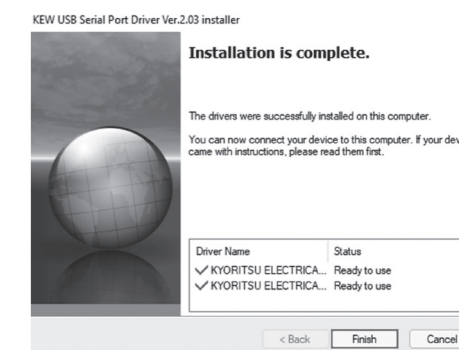 KEW USB Serial Port Driver Ver.2.03 installer
Installation is complete.
The drivers were successfully installed on this computer.
You can now connect your device to this computer. If your dev
came with instructions, please read them first.
Driver Name Status
KYORITSU ELECTRICA... Ready to use
KYORITSU ELECTRICA... Ready to use
< Back Finish Cancel